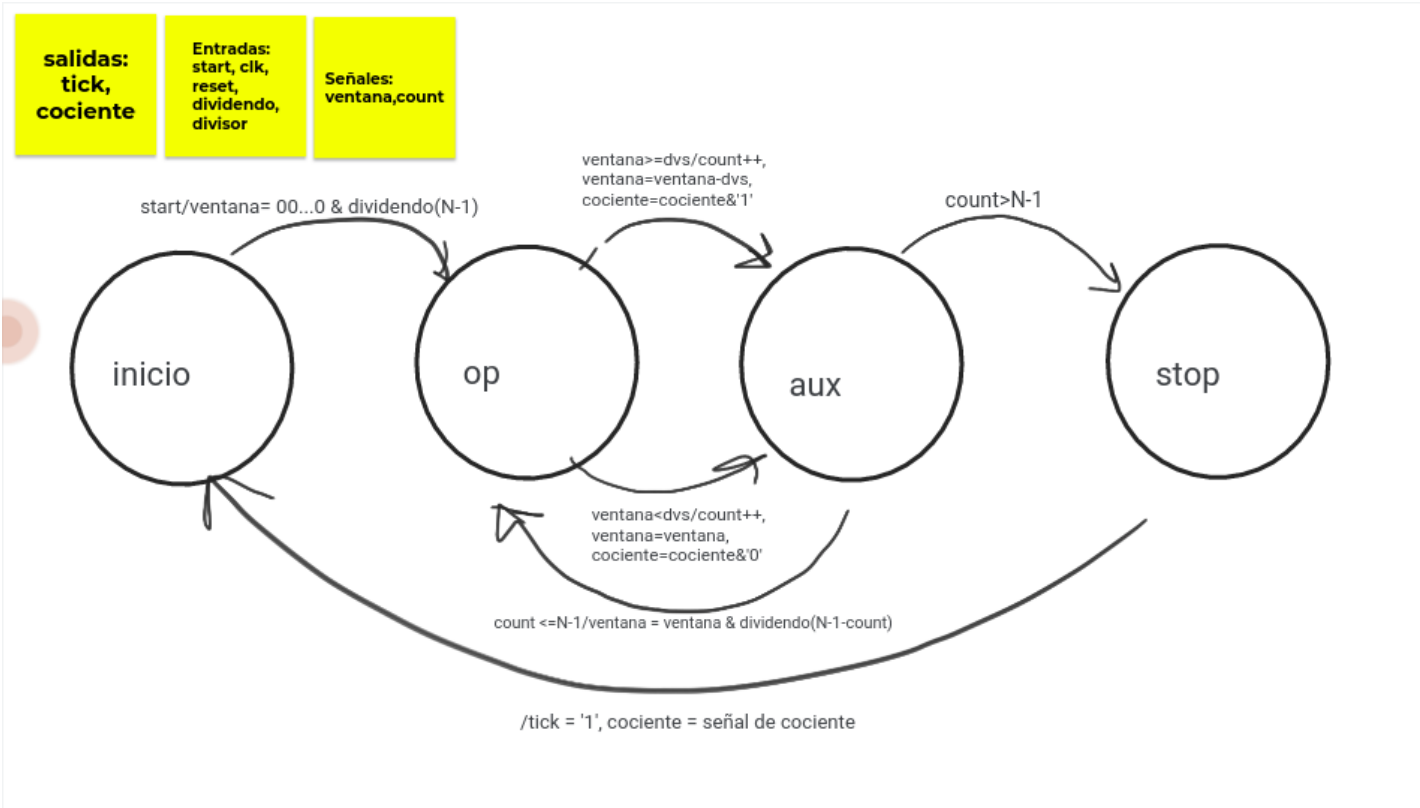 salidas:
tick,
cociente
Entradas:
start, clk,
reset,
dividendo,
divisor
Señales:
ventana,count
start/ventana= 00...0 & dividendo(N-1)
ventana>=dvs/count++,
ventana=ventana-dvs,
cociente=cociente&'1'
count>N-1
inicio
op
aux
stop
ventana<dvs/count++,
ventana=ventana,
cociente=cociente&'0'
count <=N-1/ventana = ventana & dividendo(N-1-count)
/tick = '1', cociente = señal de cociente